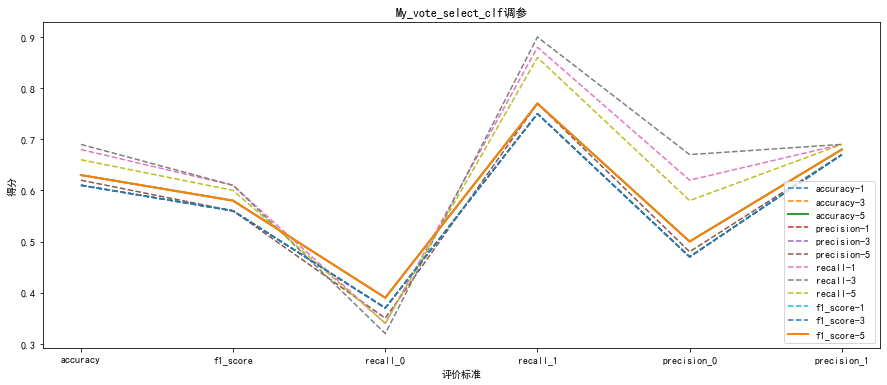 My_vote_select_clf调参
得分
0.9
0.8
0.7
0.6
0.5
0.4
0.3
accuracy-1
accuracy-3
accuracy-5
precision-1
precision-3
precision-5
recall-1
recall-3
recall-5
f1_score-1
f1_score-3
f1_score-5
accuracy f1_score recall_0 recall_1 precision_0 precision_1
评价标准